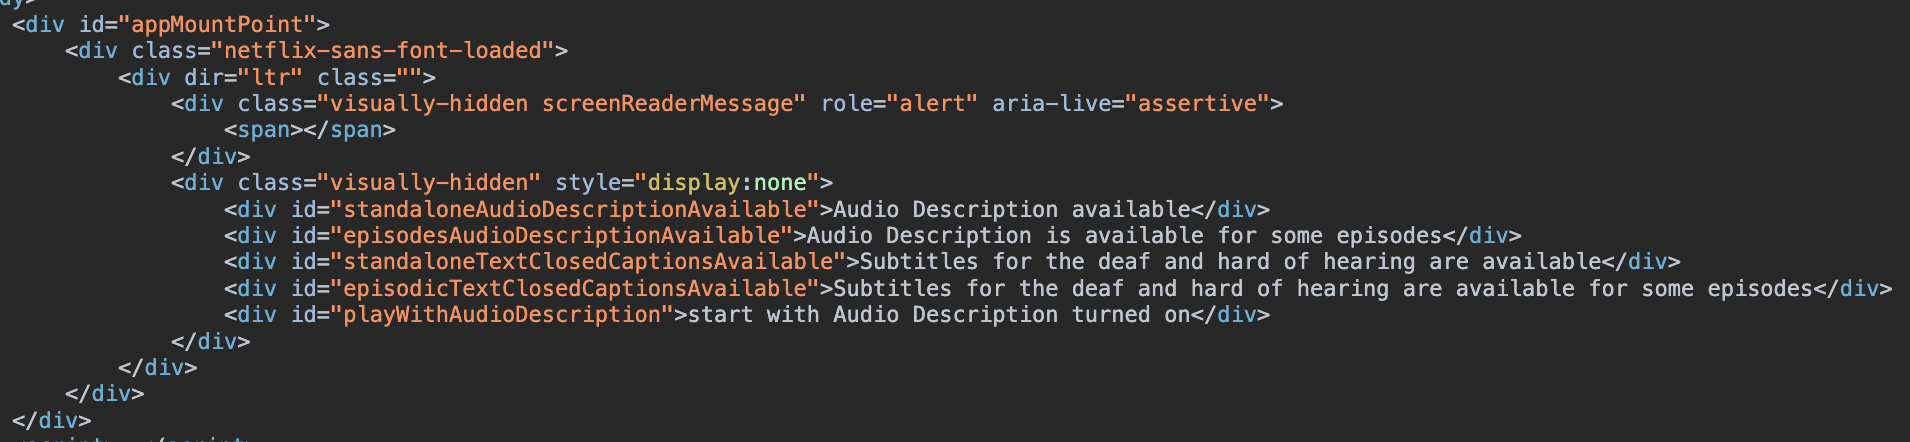 <div id="appMountPoint">
<div class="netflix-sans-font-loaded">
<div dir="ltr" class="">
<div class="visually-hidden screenReaderMessage" role="alert" aria-live="assertive">
<span></span>
</div>
<div class="visually-hidden" style="display:none">
<div id="standaloneAudioDescriptionAvailable">Audio Description available</div>
<div id="episodesAudioDescriptionAvailable">Audio Description is available for some episodes</div>
<div id="standaloneTextClosedCaptionsAvailable">Subtitles for the deaf and hard of hearing are available</div>
<div id="episodicTextClosedCaptionsAvailable">Subtitles for the deaf and hard of hearing are available for some episodes</div>
<div id="playWithAudioDescription">start with Audio Description turned on</div>
</div>
</div>
</div>
</div>